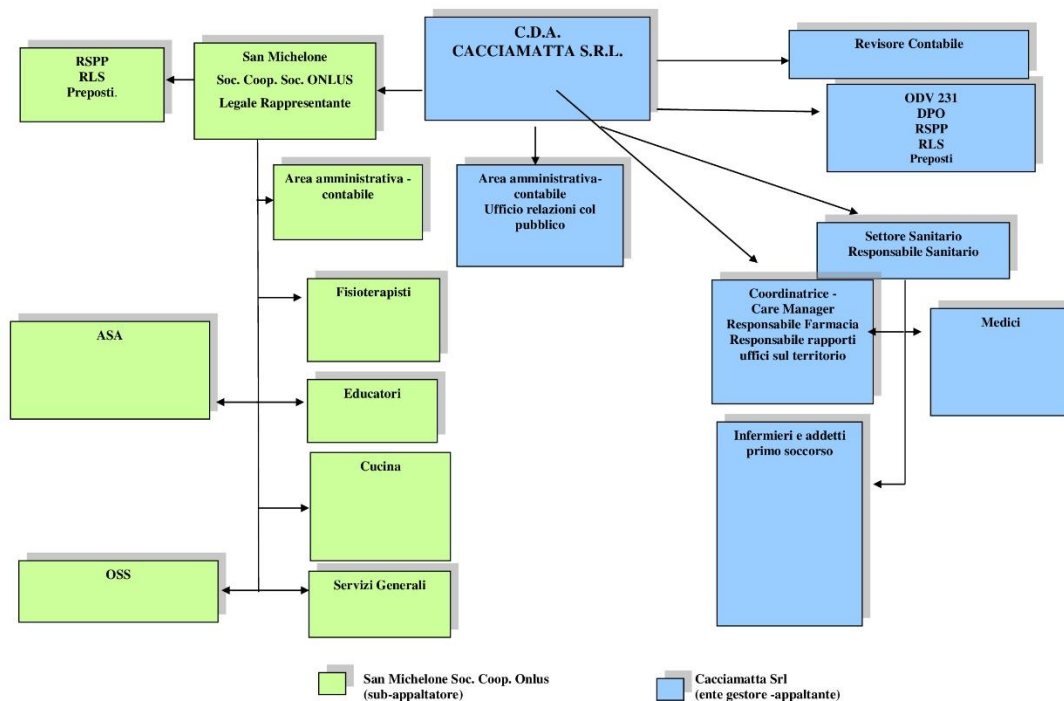 C.D.A.
CACCIAMATTA S.R.L.
San Michelone
Soc. Coop. Soc. ONLUS
Legale Rappresentante
RSPP
RLS
Preposti.
Revisore Contabile
ODV 231
DPO
RSPP
RLS
Preposti
Area amministrativa -
contabile
Area amministrativa-
contabile
Ufficio relazioni col
pubblico
Settore Sanitario
Responsabile Sanitario
Fisioterapisti
Coordinatrice -
Care Manager
Responsabile Farmacia
Responsabile rapporti
uffici sul territorio
Medici
ASA
Educatori
Infermieri e addetti
primo soccorso
Cucina
OSS
Servizi Generali
San Michelone Soc. Coop. Onlus
(sub-appaltatore)
Cacciamatta Srl
(ente gestore -appaltante)